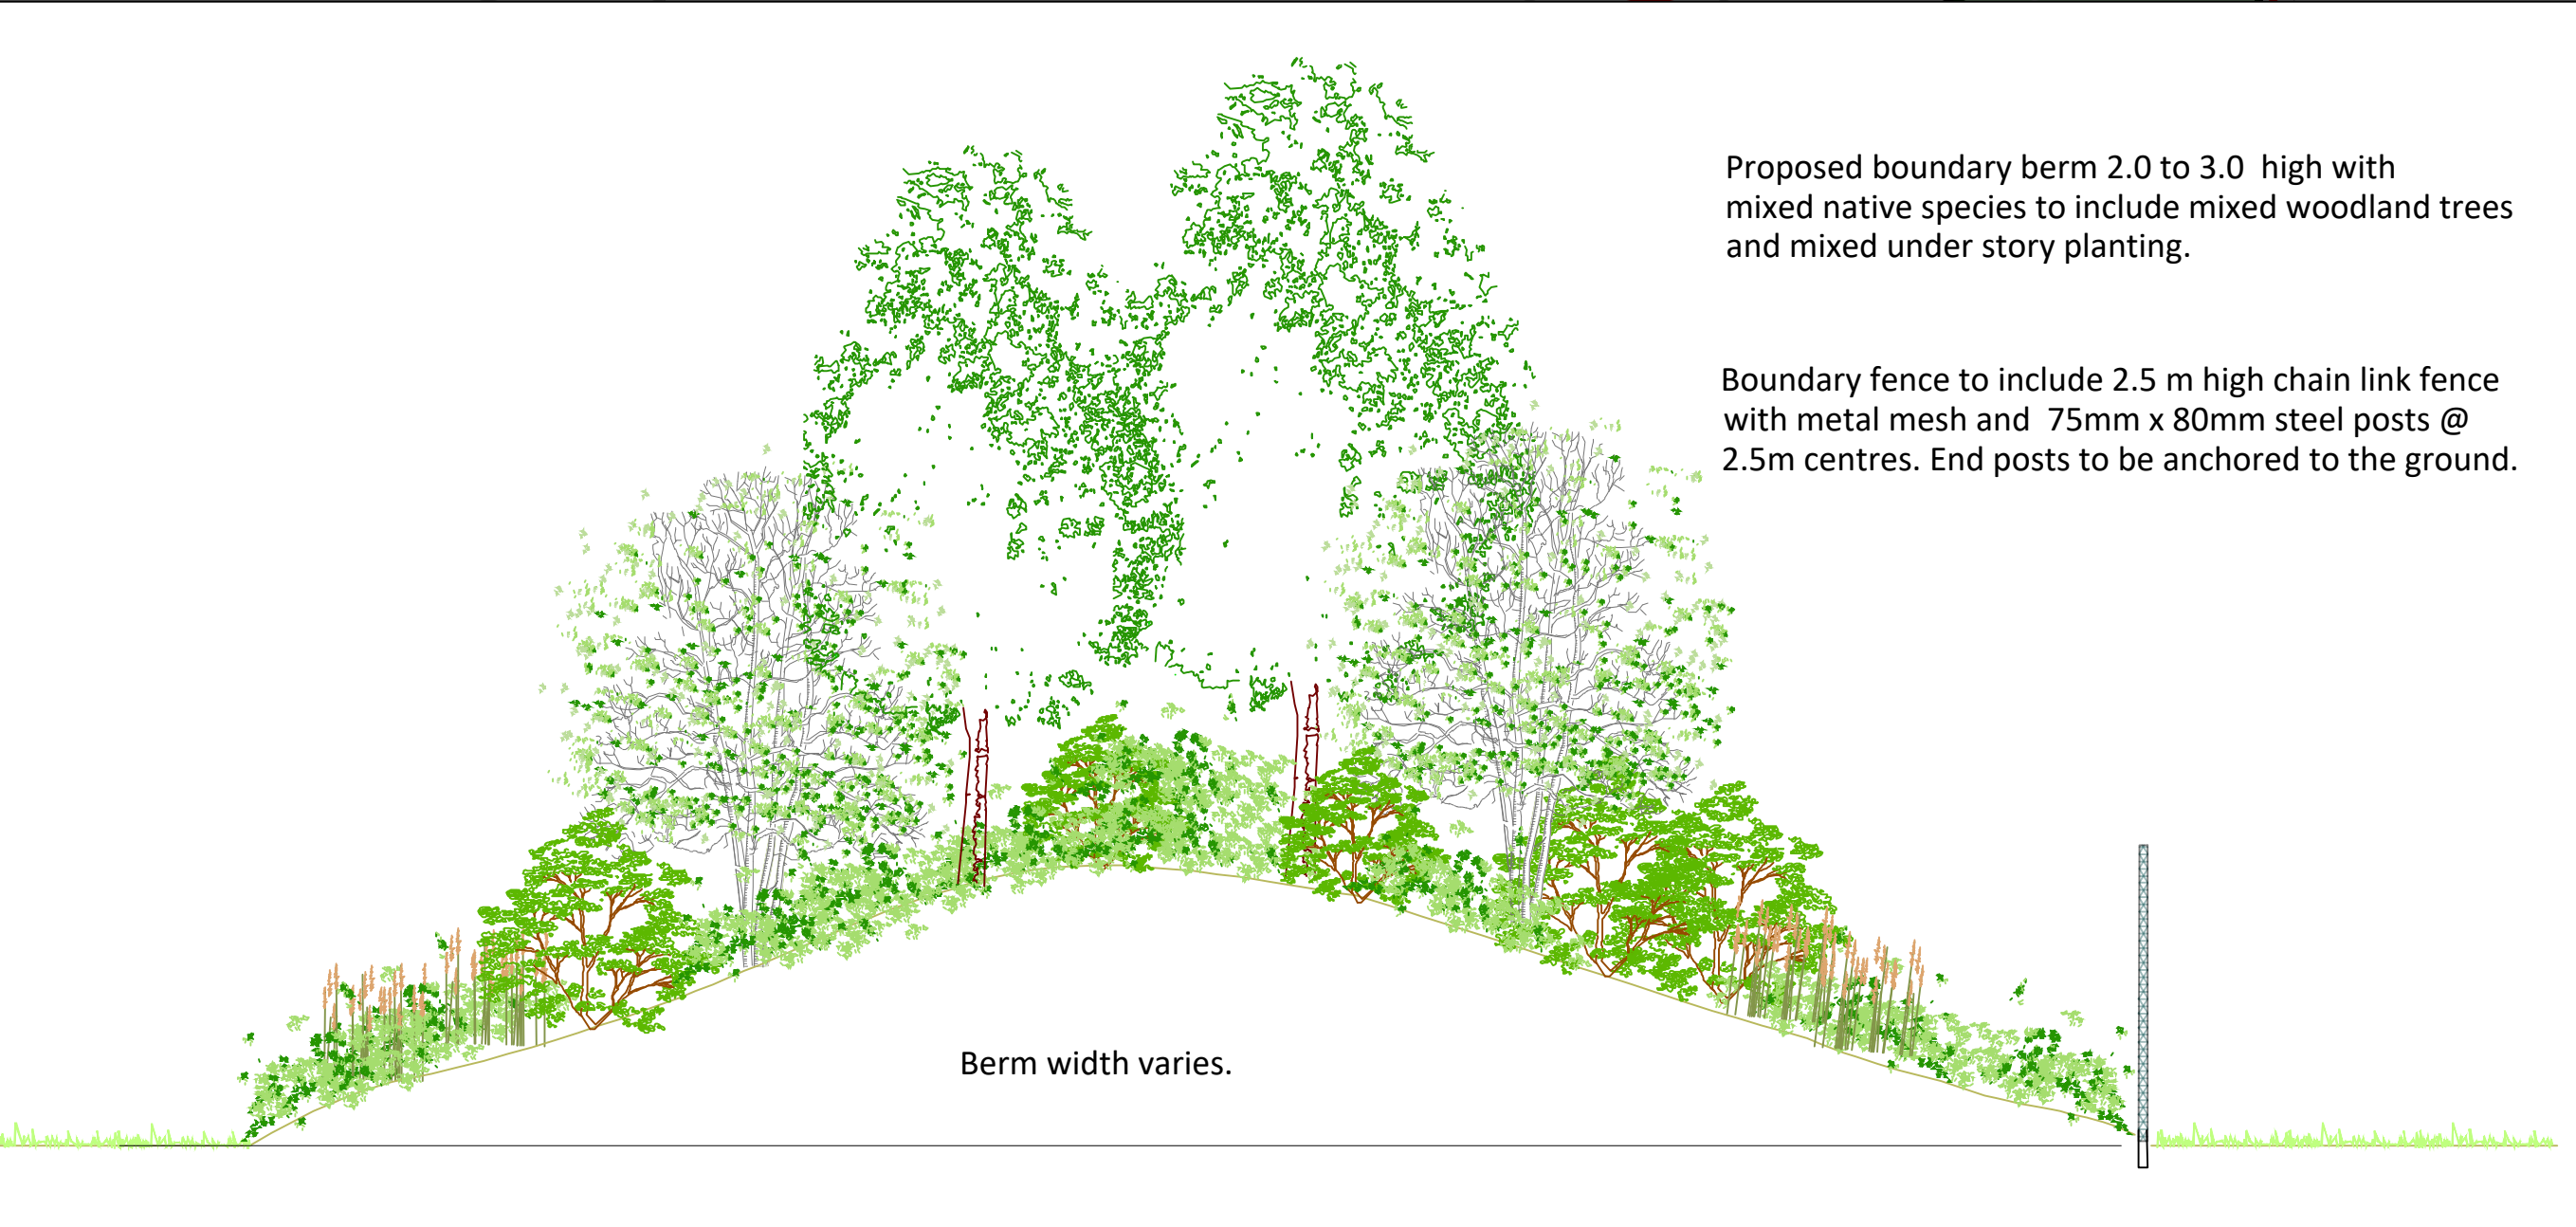 Proposed boundary berm 2.0 to 3.0  high with
mixed native species to include mixed woodland trees
and mixed under story planting.
Boundary fence to include 2.5 m high chain link fence
with metal mesh and  75mm x 80mm steel posts @
2.5m centres. End posts to be anchored to the ground.
Berm width varies.